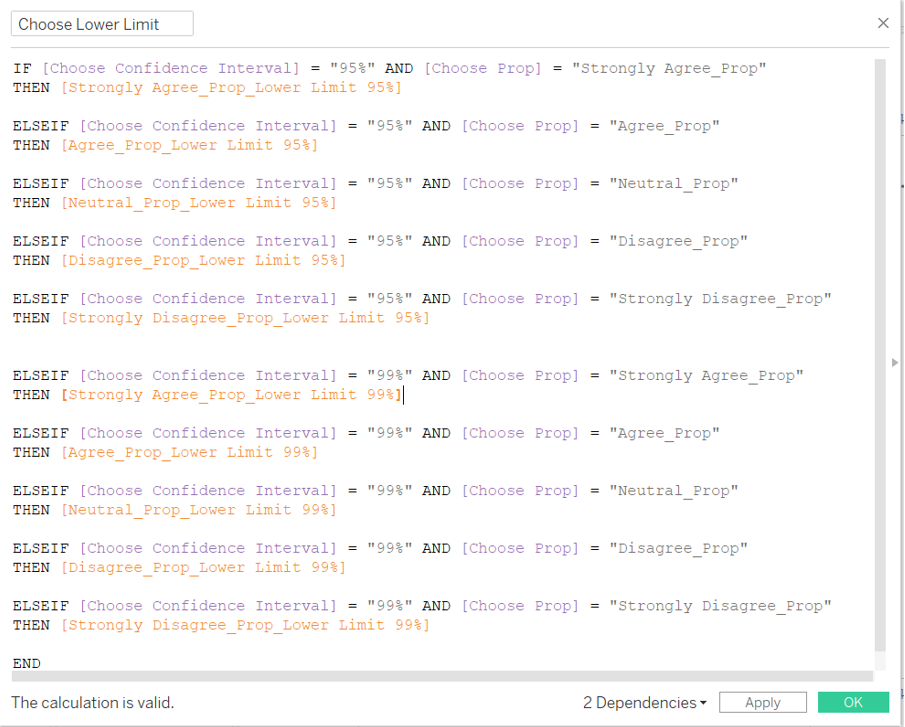 Choose Lower Limit
IF [Choose Confidence Interval] = "95%" AND [Choose Prop] = "Strongly Agree_Prop"
THEN [Strongly Agree_Prop_Lower Limit 95%]
ELSEIF [Choose Confidence Interval] = "95%" AND [Choose Prop] = "Agree_Prop"
THEN [Agree_Prop_Lower Limit 95%]
ELSEIF [Choose Confidence Interval] = "95%" AND [Choose Prop] = "Neutral_Prop"
THEN [Neutral_Prop_Lower Limit 95%]
ELSEIF [Choose Confidence Interval] = "95%" AND [Choose Prop] = "Disagree_Prop"
THEN [Disagree_Prop_Lower Limit 95%]
ELSEIF [Choose Confidence Interval] = "95%" AND [Choose Prop] = "Strongly Disagree_Prop"
THEN [Strongly Disagree_Prop_Lower Limit 95%]
ELSEIF [Choose Confidence Interval] = "99%" AND [Choose Prop] = "Strongly Agree_Prop"
THEN [Strongly Agree_Prop_Lower Limit 99%]
ELSEIF [Choose Confidence Interval] = "99%" AND [Choose Prop] = "Agree_Prop"
THEN [Agree_Prop_Lower Limit 99%]
ELSEIF [Choose Confidence Interval] = "99%" AND [Choose Prop] = "Neutral_Prop"
THEN [Neutral_Prop_Lower Limit 99%]
ELSEIF [Choose Confidence Interval] = "99%" AND [Choose Prop] = "Disagree_Prop"
THEN [Disagree_Prop_Lower Limit 99%]
ELSEIF [Choose Confidence Interval] = "99%" AND [Choose Prop] = "Strongly Disagree_Prop"
THEN [Strongly Disagree_Prop_Lower Limit 99%]
END
The calculation is valid. 2 Dependencies Apply OK